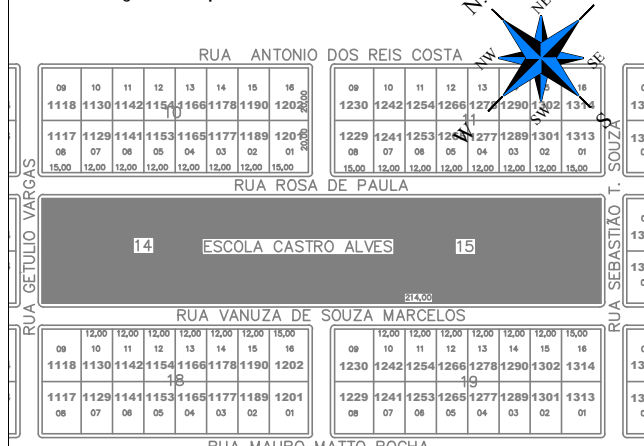 N
NE
NW
SE
W
SW
S
RUA ANTONIO DOS REIS COSTA
09 10 11 12 13 14 15 16
1118 1130 1142 1154 1166 1178 1190 1202
10
20,00
1117 1129 1141 1153 1165 1177 1189 1201
20,00
08 07 06 05 04 03 02 01
15,00 12,00 12,00 12,00 12,00 12,00 12,00 15,00
09 10 11 12 13 14 15 16
1230 1242 1254 1266 1278 1290 1302 1314
11
1229 1241 1253 1265 1277 1289 1301 1313
08 07 06 05 04 03 02 01
15,00 12,00 12,00 12,00 12,00 12,00 12,00 15,00
RUA ROSA DE PAULA
RUA GETULIO VARGAS
RUA SEBASTIÃO T. SOUZA
14 ESCOLA CASTRO ALVES 15
214,00
RUA VANUZA DE SOUZA MARCELOS
12,00 12,00 12,00 12,00 12,00 12,00 15,00
09 10 11 12 13 14 15 16
1118 1130 1142 1154 1166 1178 1190 1202
18
1117 1129 1141 1153 1165 1177 1189 1201
08 07 06 05 04 03 02 01
12,00 12,00 12,00 12,00 12,00 12,00 15,00
09 10 11 12 13 14 15 16
1230 1242 1254 1266 1278 1290 1302 1314
19
1229 1241 1253 1265 1277 1289 1301 1313
08 07 06 05 04 03 02 01
RUA MAURO MATTO ROCHA